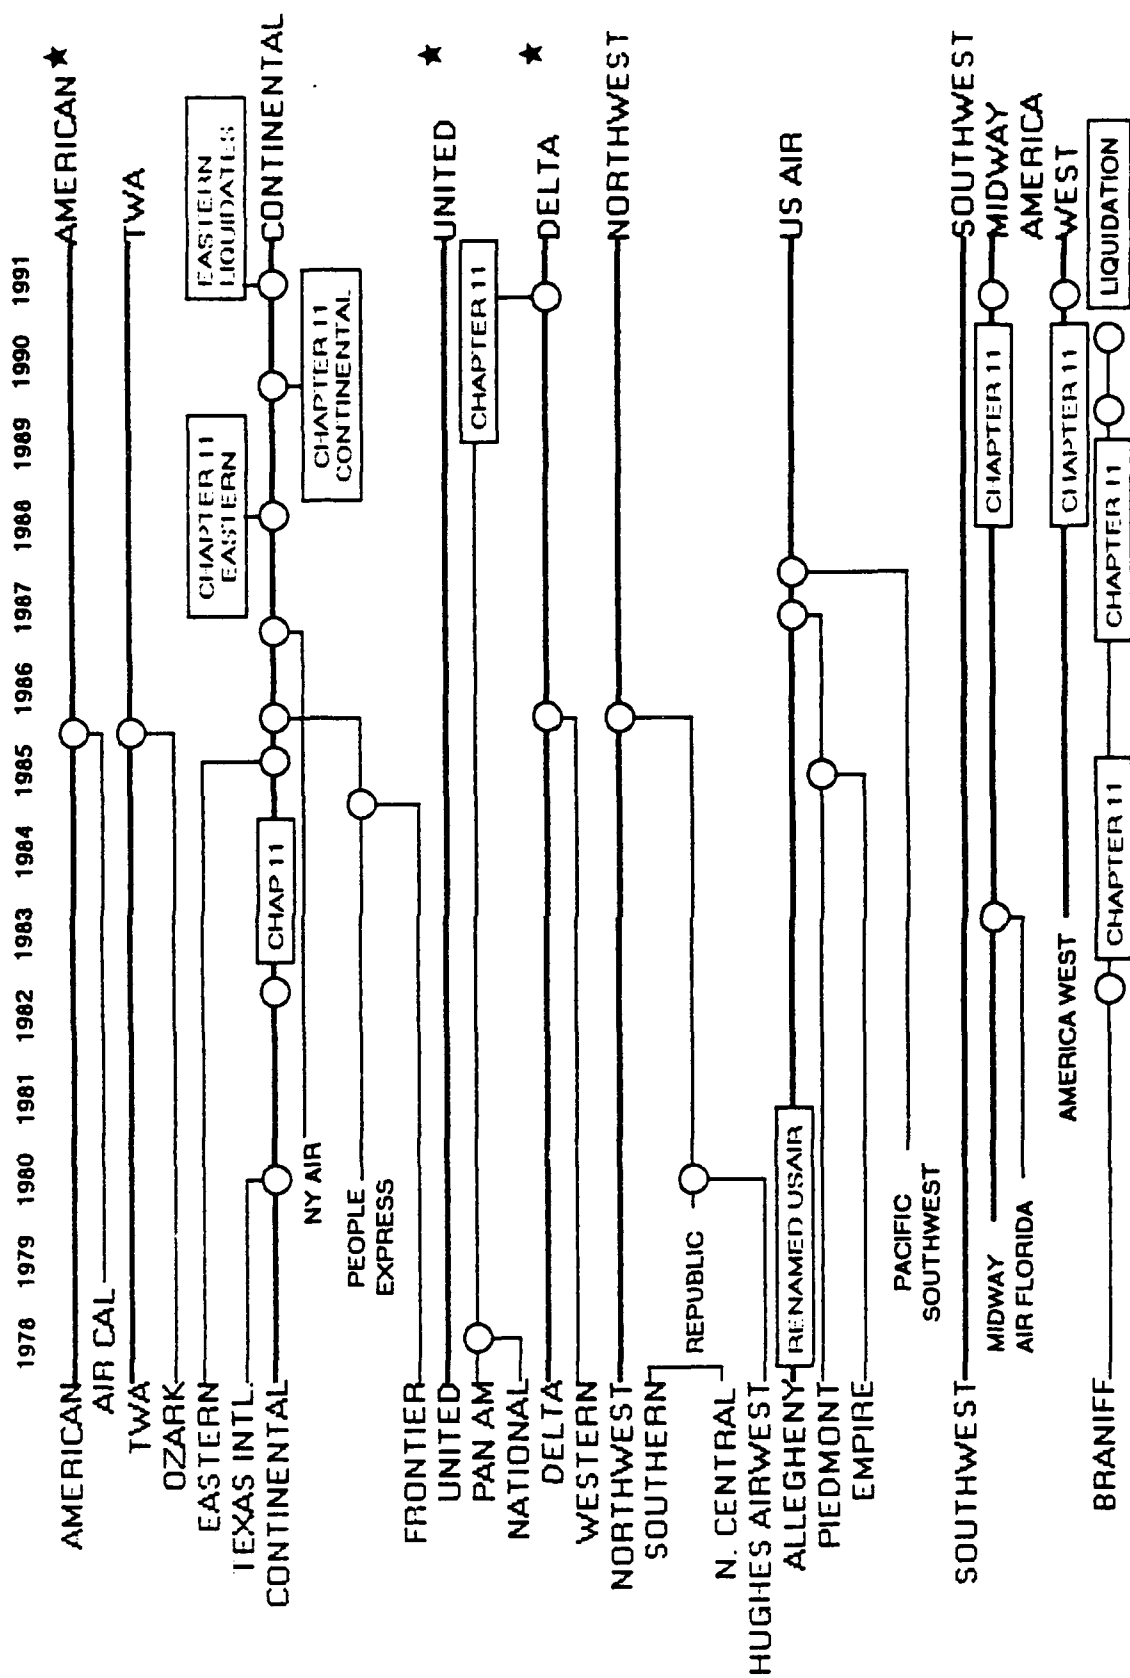 1978 1979 1980 1981 1982 1983 1984 1985 1986 1987 1988 1989 1990 1991
AMERICAN
AMERICAN ★
AIR CAL
TWA
TWA
OZARK
EASTERN
CHAPTER 11
EASTERN
EASTERN
LIQUIDATES
TEXAS INTL.
CONTINENTAL
CHAP 11
CONTINENTAL
NY AIR
CHAPTER 11
CONTINENTAL
PEOPLE
EXPRESS
FRONTIER
★
UNITED
UNITED
PAN AM
CHAPTER 11
NATIONAL
★
DELTA
DELTA
WESTERN
NORTHWEST
NORTHWEST
SOUTHERN
REPUBLIC
N. CENTRAL
HUGHES AIRWEST
ALLEGHENY
RENAMED USAIR
US AIR
PIEDMONT
EMPIRE
PACIFIC
SOUTHWEST
SOUTHWEST
SOUTHWEST
MIDWAY
CHAPTER 11
MIDWAY
AIR FLORIDA
AMERICA WEST
CHAPTER 11
AMERICA
WEST
BRANIFF
CHAPTER 11
CHAPTER 11
LIQUIDATION